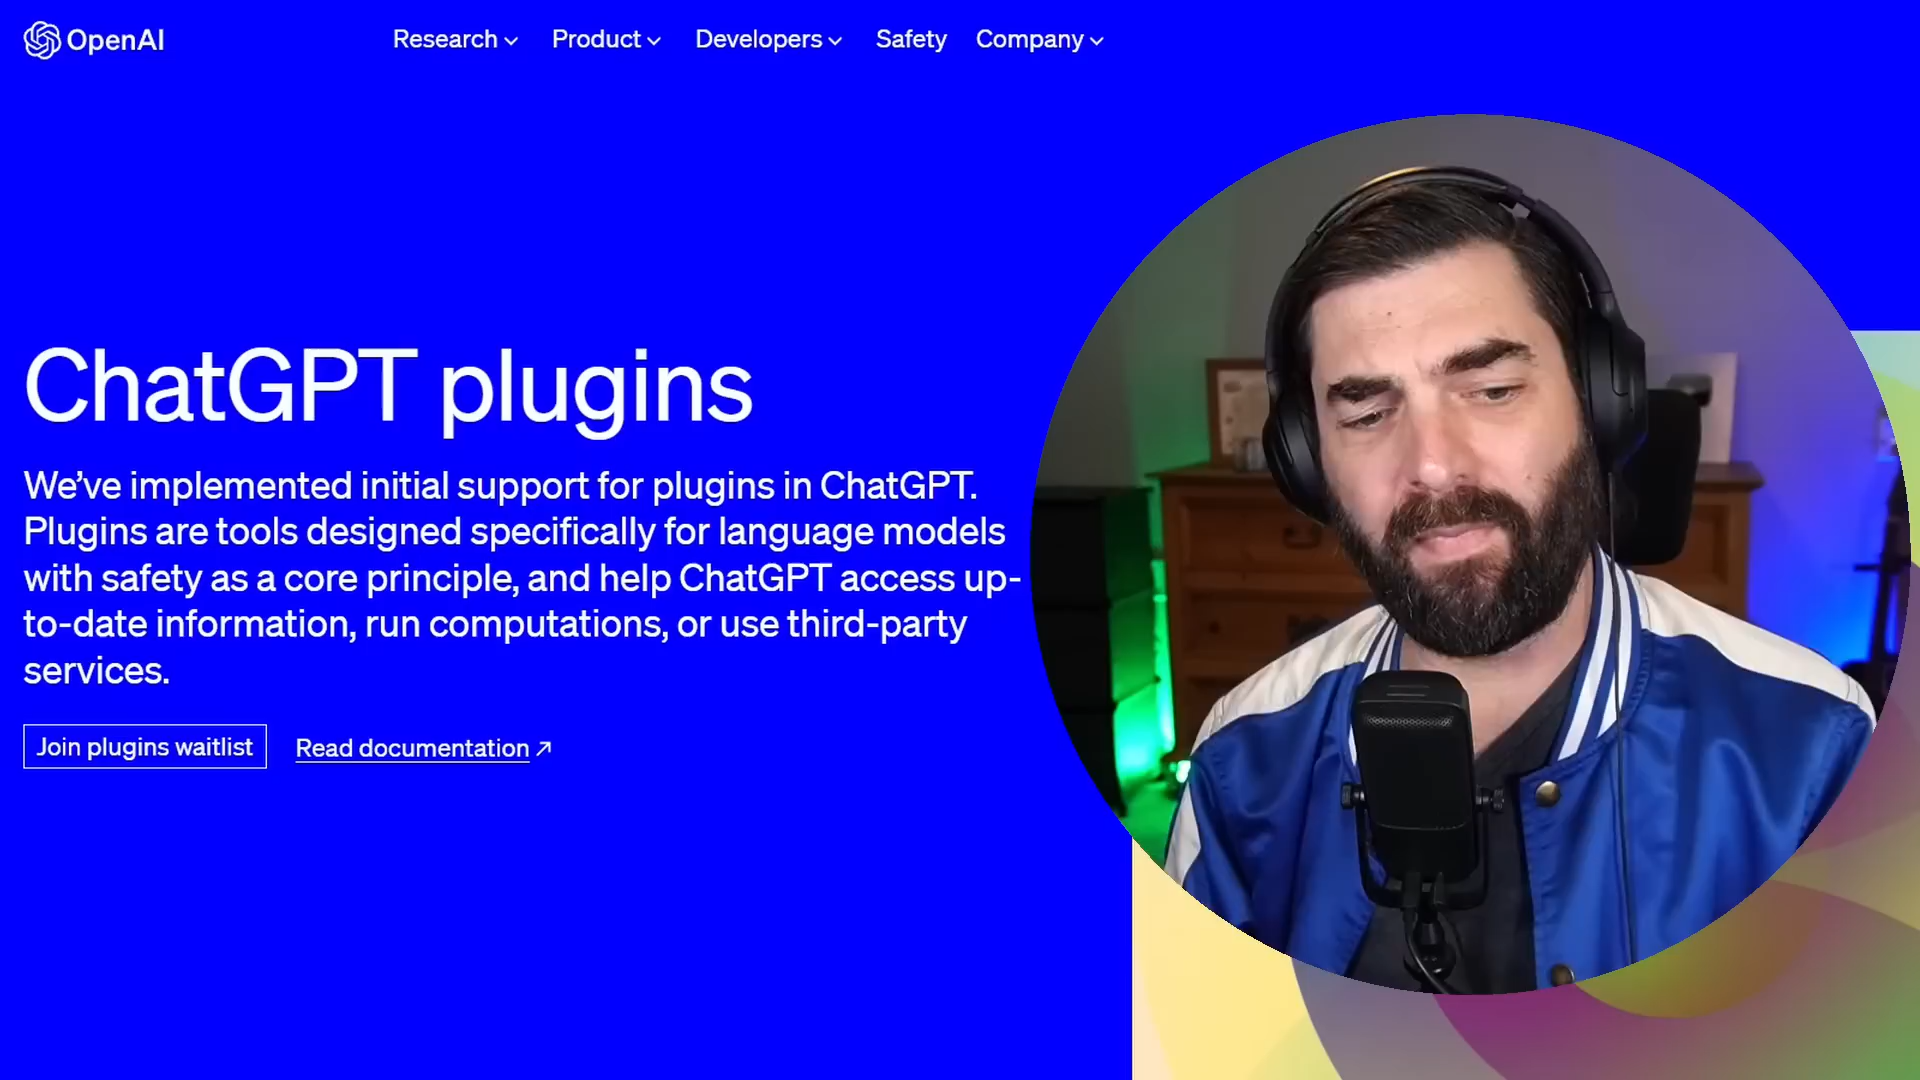 OpenAI
Research
Product
Developers
Safety
Company
ChatGPT plugins
We’ve implemented initial support for plugins in ChatGPT.
Plugins are tools designed specifically for language models
with safety as a core principle, and help ChatGPT access up-
to-date information, run computations, or use third-party
services.
Join plugins waitlist
Read documentation ↗